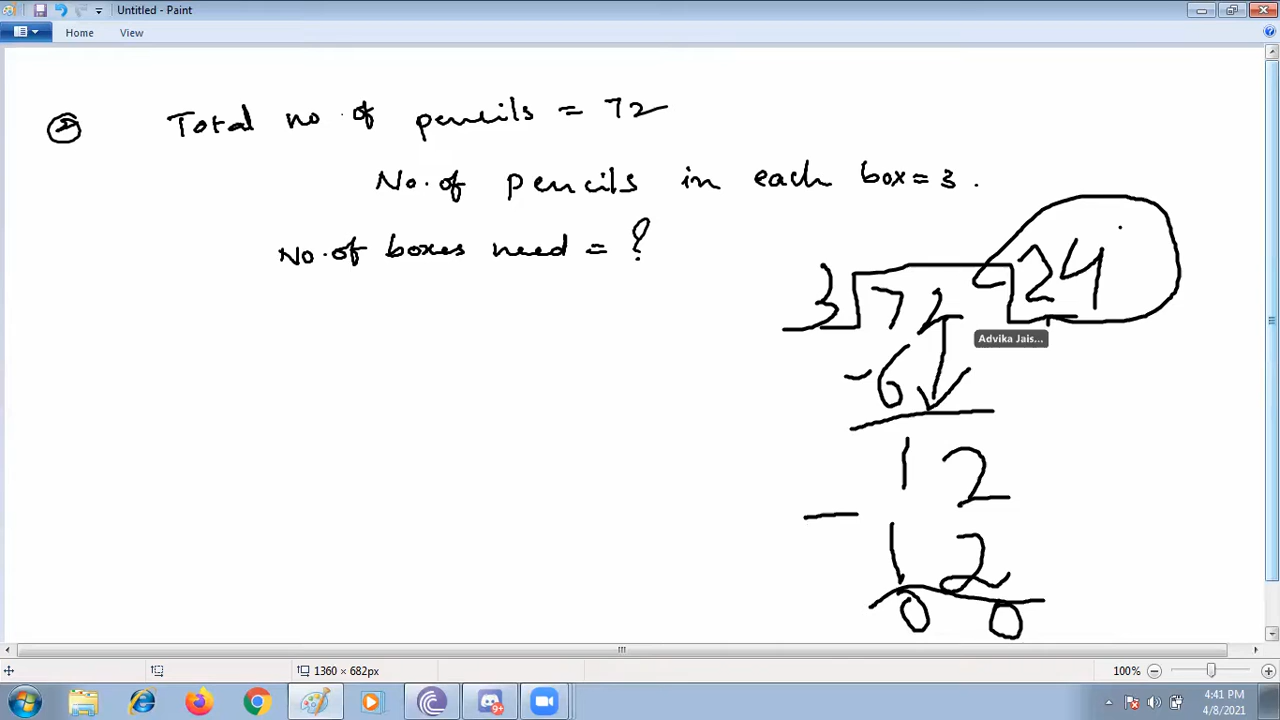 Untitled - Paint
Home View
Total no of pencils = 72
No. of pencils in each box = 3.
No. of boxes need = ?
3 72 24
Advika Jais...
-6
12
- 12
00
1360 × 682px
100%
4:41 PM
4/8/2021